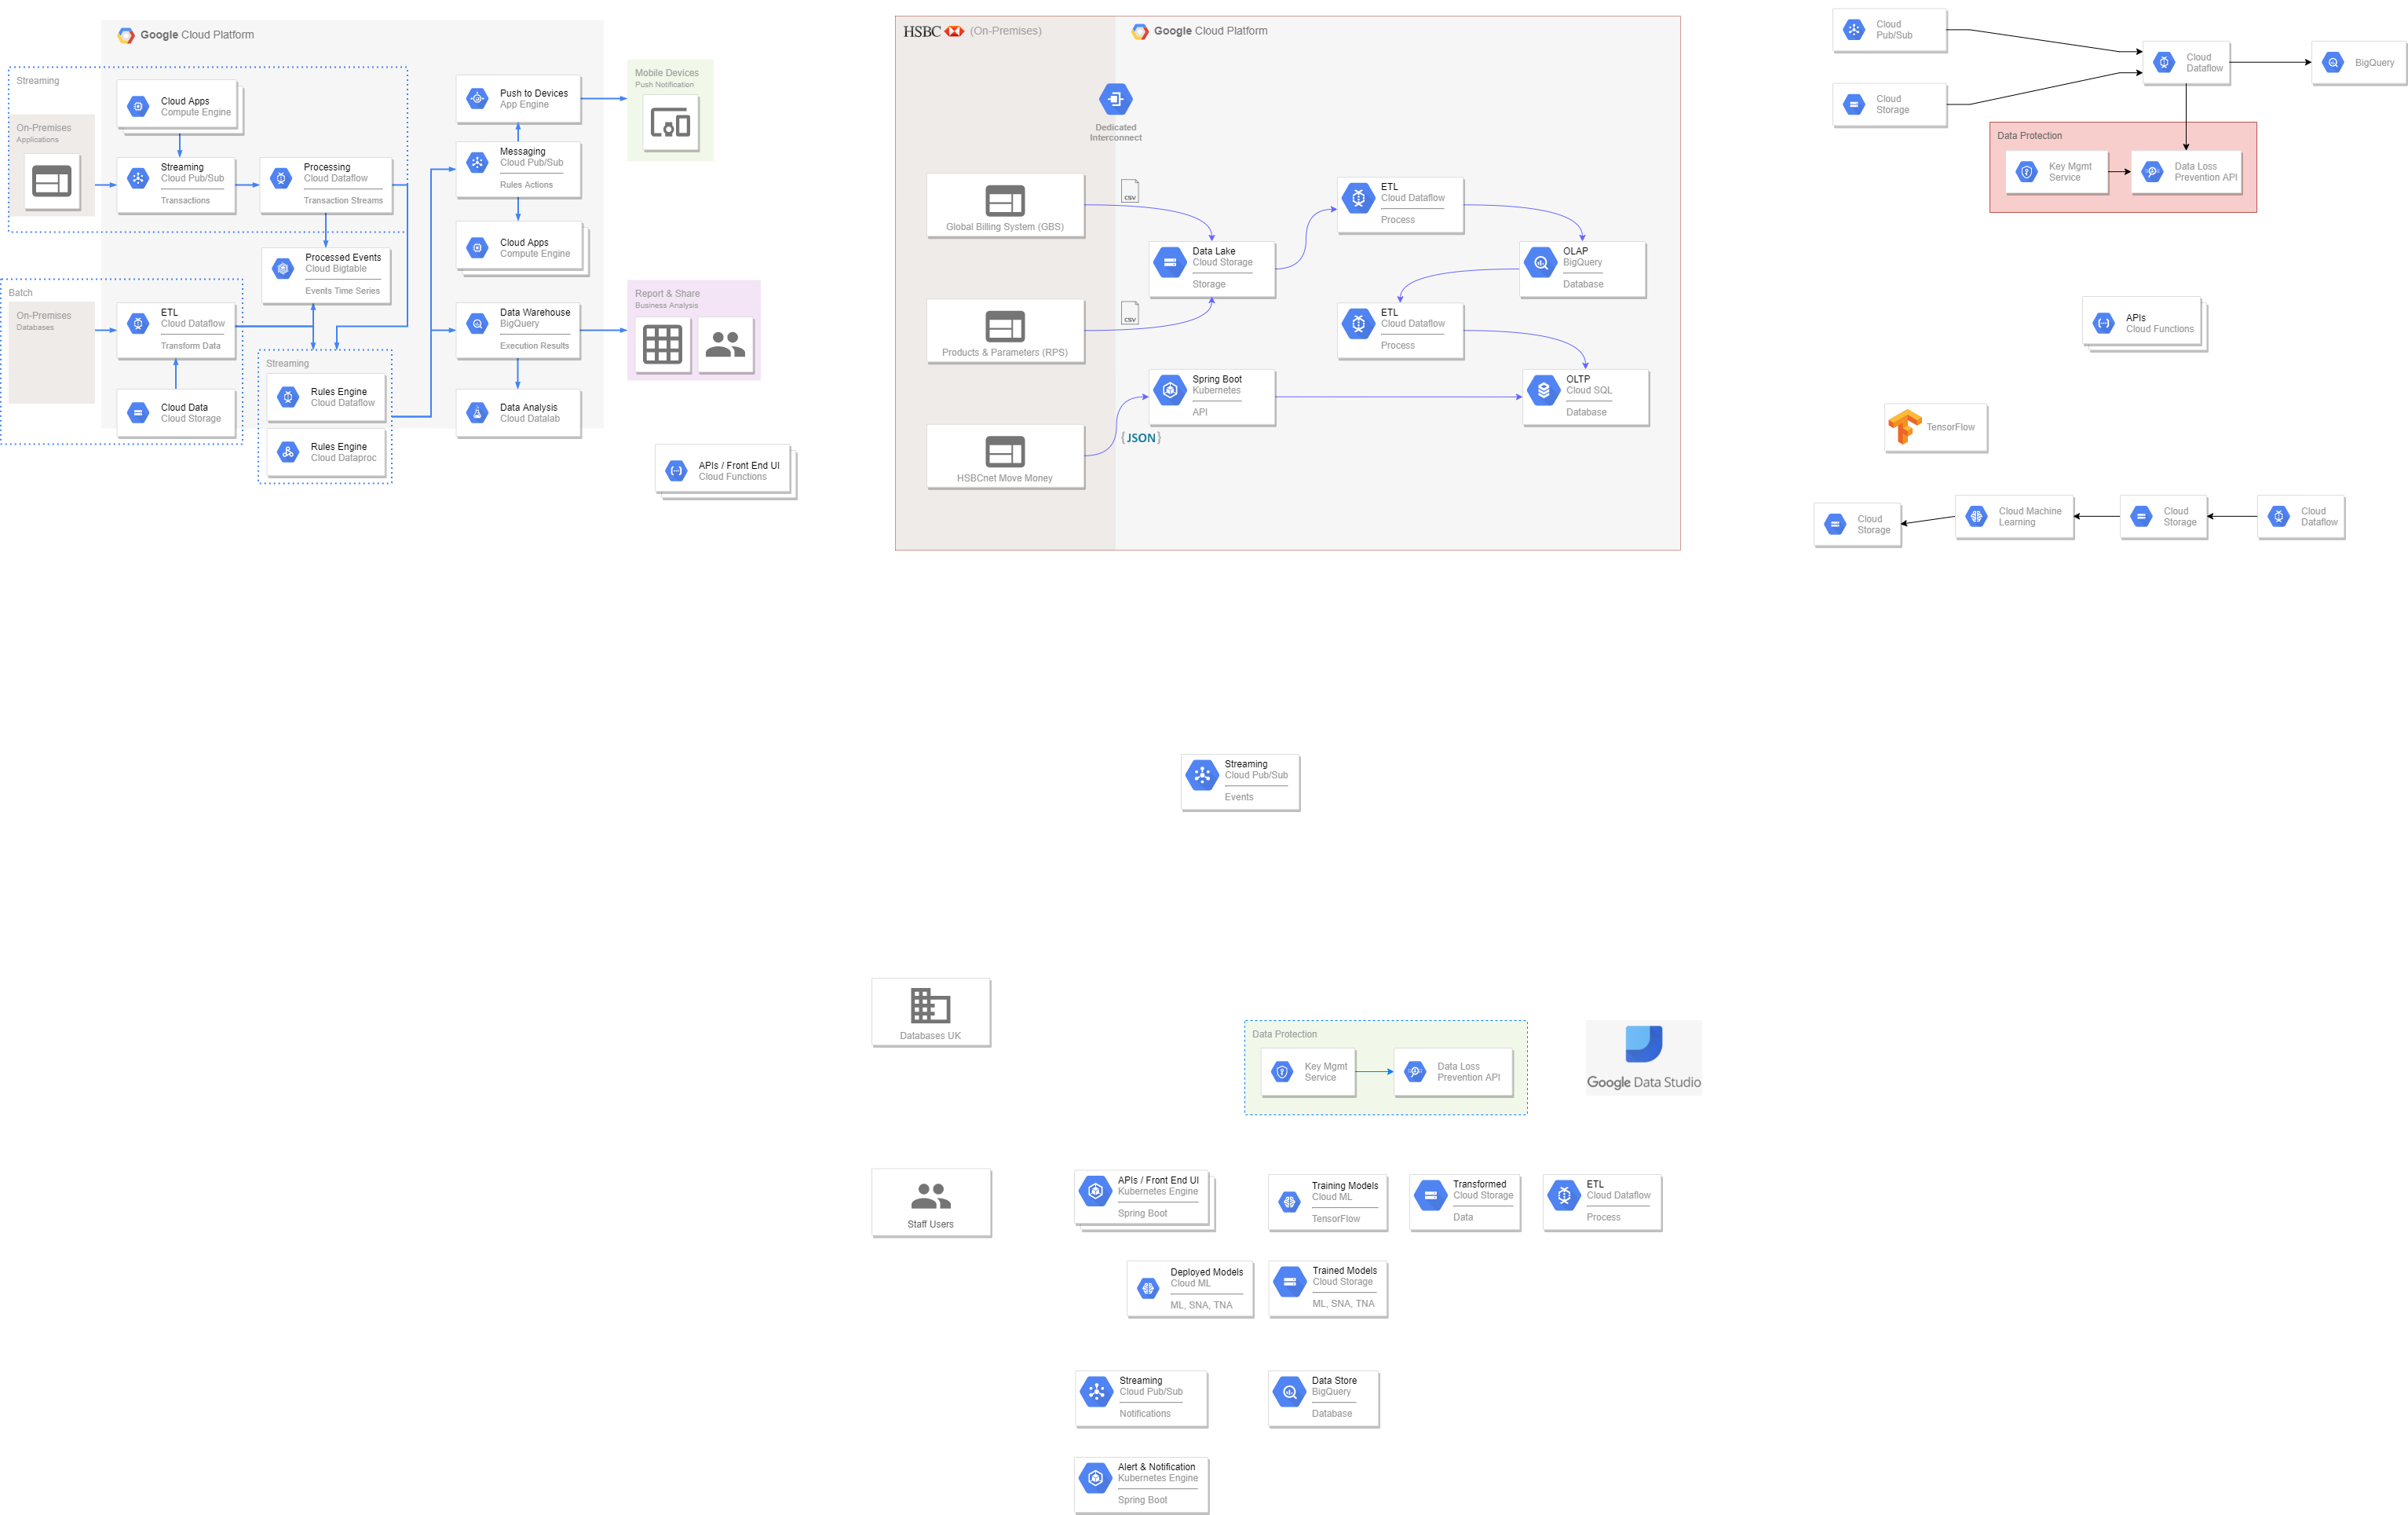 Google Cloud Platform
Streaming
Cloud Apps
Compute Engine
On-Premises
Applications
Streaming
Cloud Pub/Sub
Transactions
Processing
Cloud Dataflow
Transaction Streams
Processed Events
Cloud Bigtable
Events Time Series
Batch
On-Premises
Databases
ETL
Cloud Dataflow
Transform Data
Cloud Data
Cloud Storage
Streaming
Rules Engine
Cloud Dataflow
Rules Engine
Cloud Dataproc
Push to Devices
App Engine
Messaging
Cloud Pub/Sub
Rules Actions
Cloud Apps
Compute Engine
Data Warehouse
BigQuery
Execution Results
Data Analysis
Cloud Datalab
Mobile Devices
Push Notification
Report & Share
Business Analysis
APIs / Front End UI
Cloud Functions
HSBC (On-Premises)
Google Cloud Platform
Dedicated
Interconnect
Global Billing System (GBS)
CSV
Products & Parameters (RPS)
CSV
HSBCnet Move Money
{JSON}
Data Lake
Cloud Storage
Storage
Spring Boot
Kubernetes
API
ETL
Cloud Dataflow
Process
ETL
Cloud Dataflow
Process
OLAP
BigQuery
Database
OLTP
Cloud SQL
Database
Cloud
Pub/Sub
Cloud
Storage
Cloud
Dataflow
BigQuery
Data Protection
Key Mgmt
Service
Data Loss
Prevention API
APIs
Cloud Functions
TensorFlow
Cloud
Storage
Cloud Machine
Learning
Cloud
Storage
Cloud
Dataflow
Streaming
Cloud Pub/Sub
Events
Databases UK
Data Protection
Key Mgmt
Service
Data Loss
Prevention API
Google Data Studio
Staff Users
APIs / Front End UI
Kubernetes Engine
Spring Boot
Training Models
Cloud ML
TensorFlow
Transformed
Cloud Storage
Data
ETL
Cloud Dataflow
Process
Deployed Models
Cloud ML
ML, SNA, TNA
Trained Models
Cloud Storage
ML, SNA, TNA
Streaming
Cloud Pub/Sub
Notifications
Data Store
BigQuery
Database
Alert & Notification
Kubernetes Engine
Spring Boot